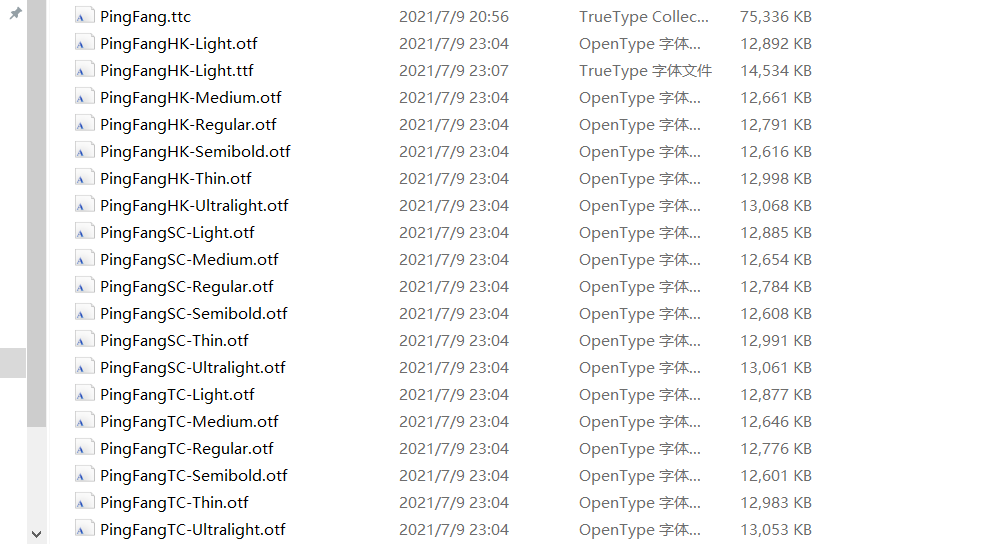 PingFang.ttc 2021/7/9 20:56 TrueType Collec... 75,336 KB
PingFangHK-Light.otf 2021/7/9 23:04 OpenType 字体... 12,892 KB
PingFangHK-Light.ttf 2021/7/9 23:07 TrueType 字体文件 14,534 KB
PingFangHK-Medium.otf 2021/7/9 23:04 OpenType 字体... 12,661 KB
PingFangHK-Regular.otf 2021/7/9 23:04 OpenType 字体... 12,791 KB
PingFangHK-Semibold.otf 2021/7/9 23:04 OpenType 字体... 12,616 KB
PingFangHK-Thin.otf 2021/7/9 23:04 OpenType 字体... 12,998 KB
PingFangHK-Ultralight.otf 2021/7/9 23:04 OpenType 字体... 13,068 KB
PingFangSC-Light.otf 2021/7/9 23:04 OpenType 字体... 12,885 KB
PingFangSC-Medium.otf 2021/7/9 23:04 OpenType 字体... 12,654 KB
PingFangSC-Regular.otf 2021/7/9 23:04 OpenType 字体... 12,784 KB
PingFangSC-Semibold.otf 2021/7/9 23:04 OpenType 字体... 12,608 KB
PingFangSC-Thin.otf 2021/7/9 23:04 OpenType 字体... 12,991 KB
PingFangSC-Ultralight.otf 2021/7/9 23:04 OpenType 字体... 13,061 KB
PingFangTC-Light.otf 2021/7/9 23:04 OpenType 字体... 12,877 KB
PingFangTC-Medium.otf 2021/7/9 23:04 OpenType 字体... 12,646 KB
PingFangTC-Regular.otf 2021/7/9 23:04 OpenType 字体... 12,776 KB
PingFangTC-Semibold.otf 2021/7/9 23:04 OpenType 字体... 12,601 KB
PingFangTC-Thin.otf 2021/7/9 23:04 OpenType 字体... 12,983 KB
PingFangTC-Ultralight.otf 2021/7/9 23:04 OpenType 字体... 13,053 KB